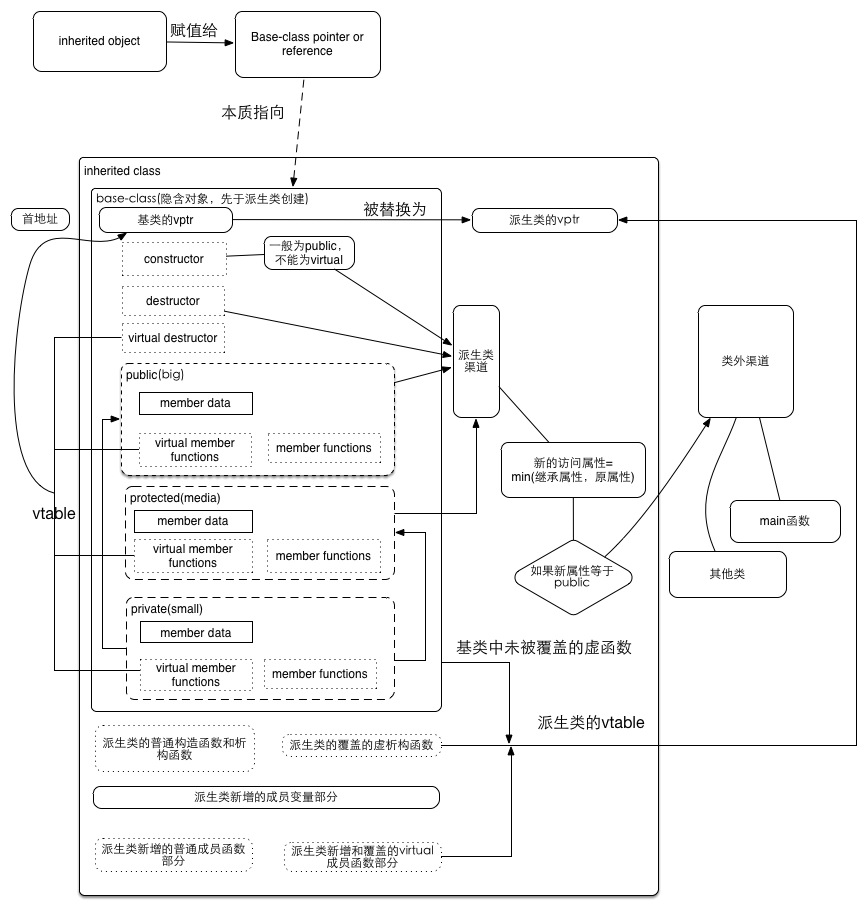 inherited object
赋值给
Base-class pointer or
reference
本质指向
inherited class
base-class(隐含对象，先于派生类创建)
首地址
基类的vptr
被替换为
派生类的vptr
constructor
一般为public，
不能为virtual
destructor
virtual destructor
派生类
渠道
类外渠道
public(big)
member data
virtual member
functions
member functions
新的访问属性=
min(继承属性，原属性)
protected(media)
vtable
member data
main函数
virtual member
functions
member functions
如果新属性等于
public
其他类
private(small)
member data
virtual member
functions
member functions
基类中未被覆盖的虚函数
派生类的vtable
派生类的普通构造函数和析
构函数
派生类的覆盖的虚析构函数
派生类新增的成员变量部分
派生类新增的普通成员函数
部分
派生类新增和覆盖的virtual
成员函数部分